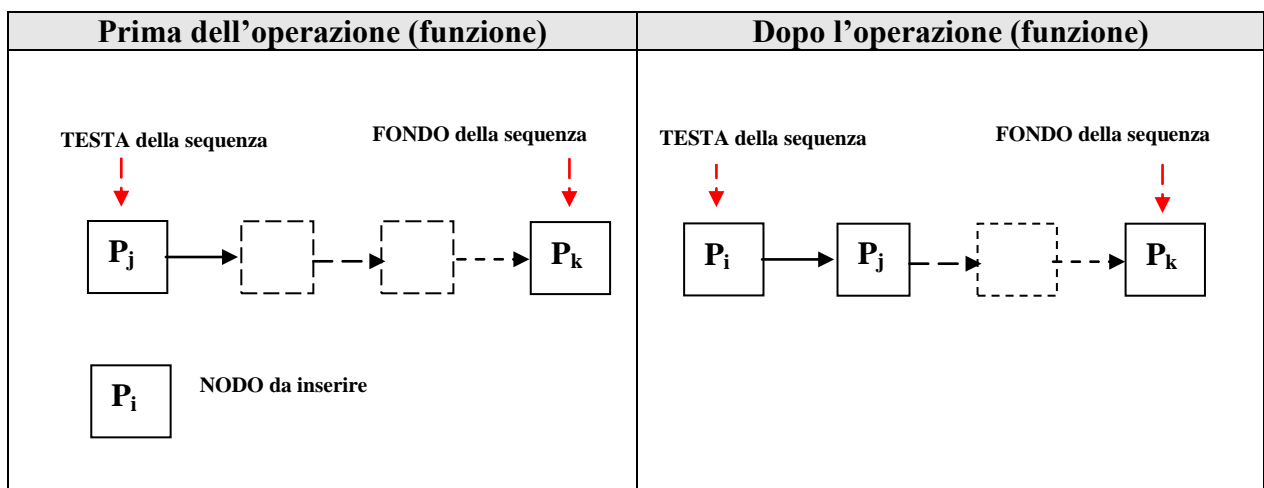 Prima dell’operazione (funzione)
Dopo l’operazione (funzione)
TESTA della sequenza
FONDO della sequenza
Pj
Pk
NODO da inserire
Pi
TESTA della sequenza
FONDO della sequenza
Pi
Pj
Pk